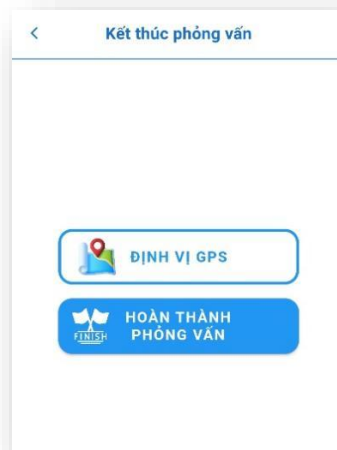 Kết thúc phỏng vấn
ĐỊNH VỊ GPS
HOÀN THÀNH
PHỎNG VẤN
FINISH